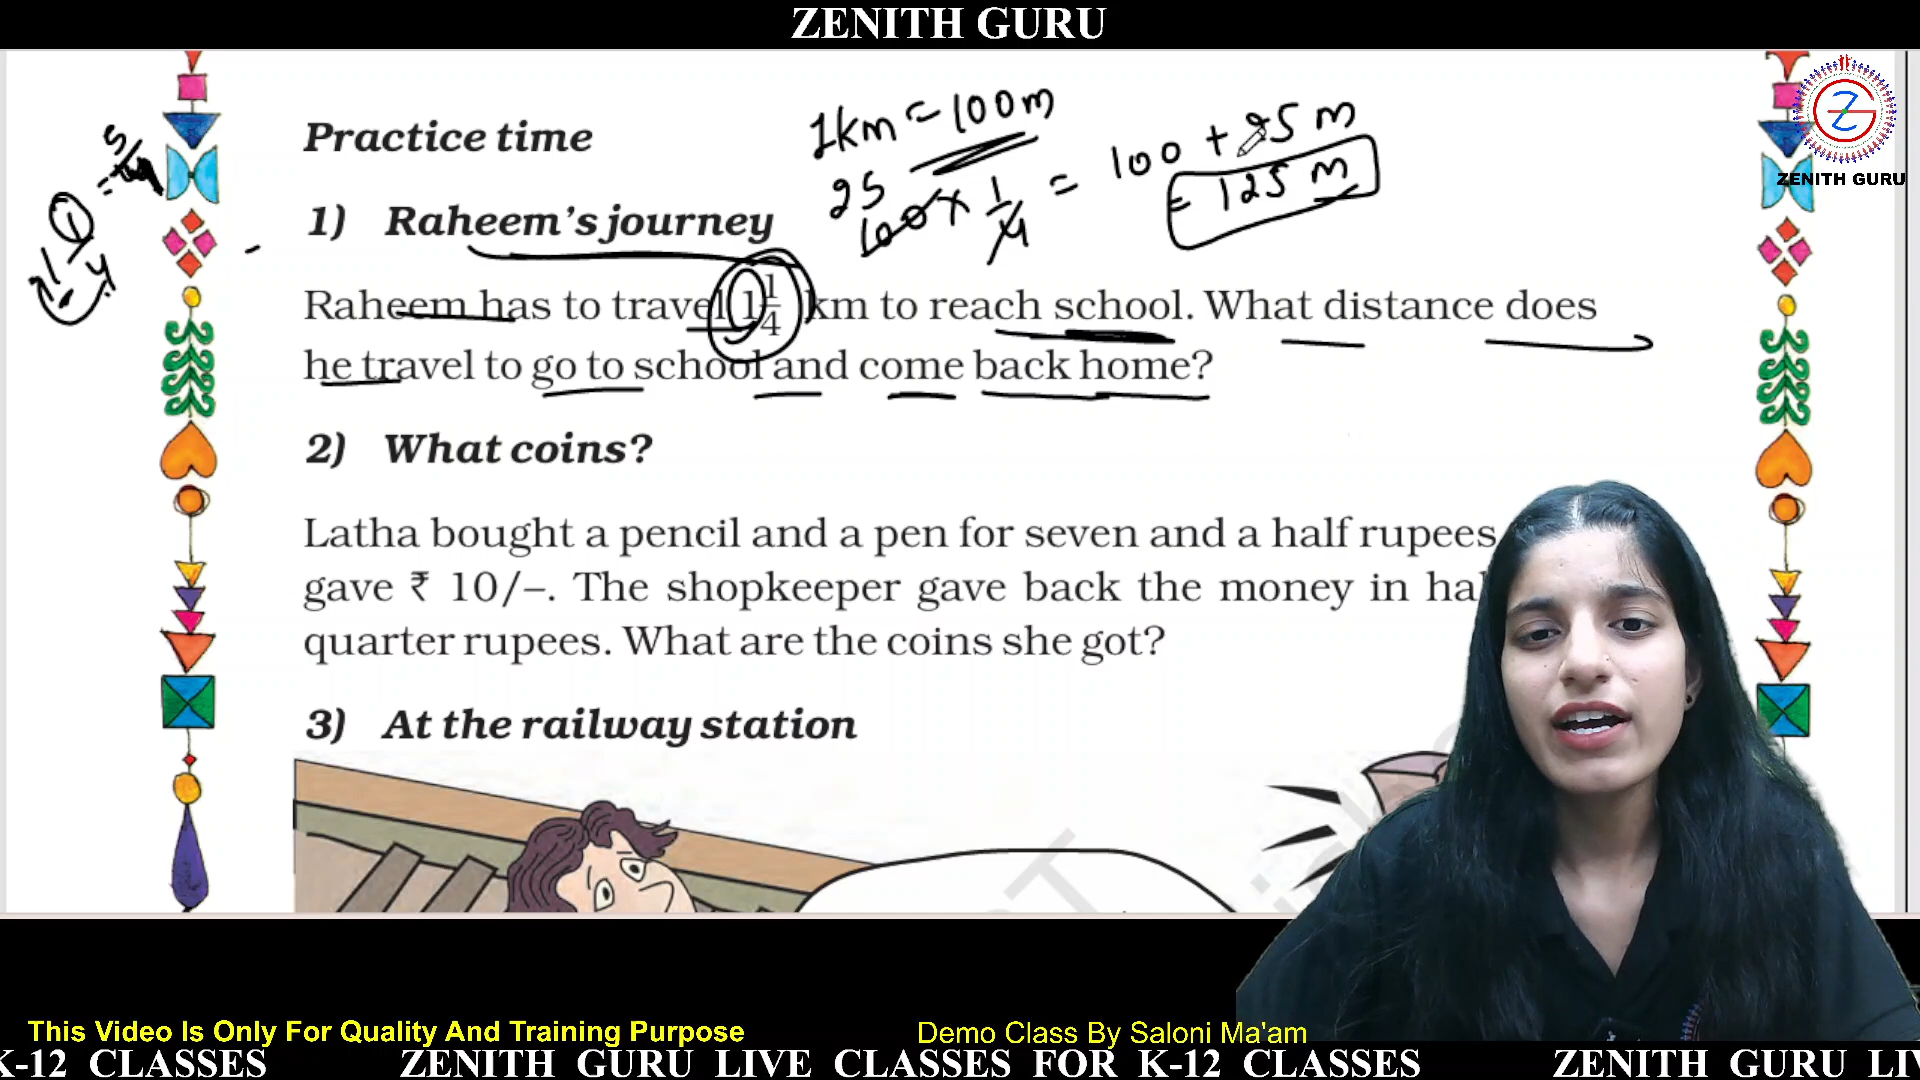 ZENITH GURU
Practice time
1km = 100m
25
100 x 1/4 = 100 + 25 m
= 125 m
ZENITH GURU
1) Raheem's journey
Raheem has to travel 1 1/4 km to reach school. What distance does
he travel to go to school and come back home?
2) What coins?
Latha bought a pencil and a pen for seven and a half rupees
gave ₹ 10/–. The shopkeeper gave back the money in hal
quarter rupees. What are the coins she got?
3) At the railway station
This Video Is Only For Quality And Training Purpose
Demo Class By Saloni Ma'am
K-12 CLASSES ZENITH GURU LIVE CLASSES FOR K-12 CLASSES ZENITH GURU LIV